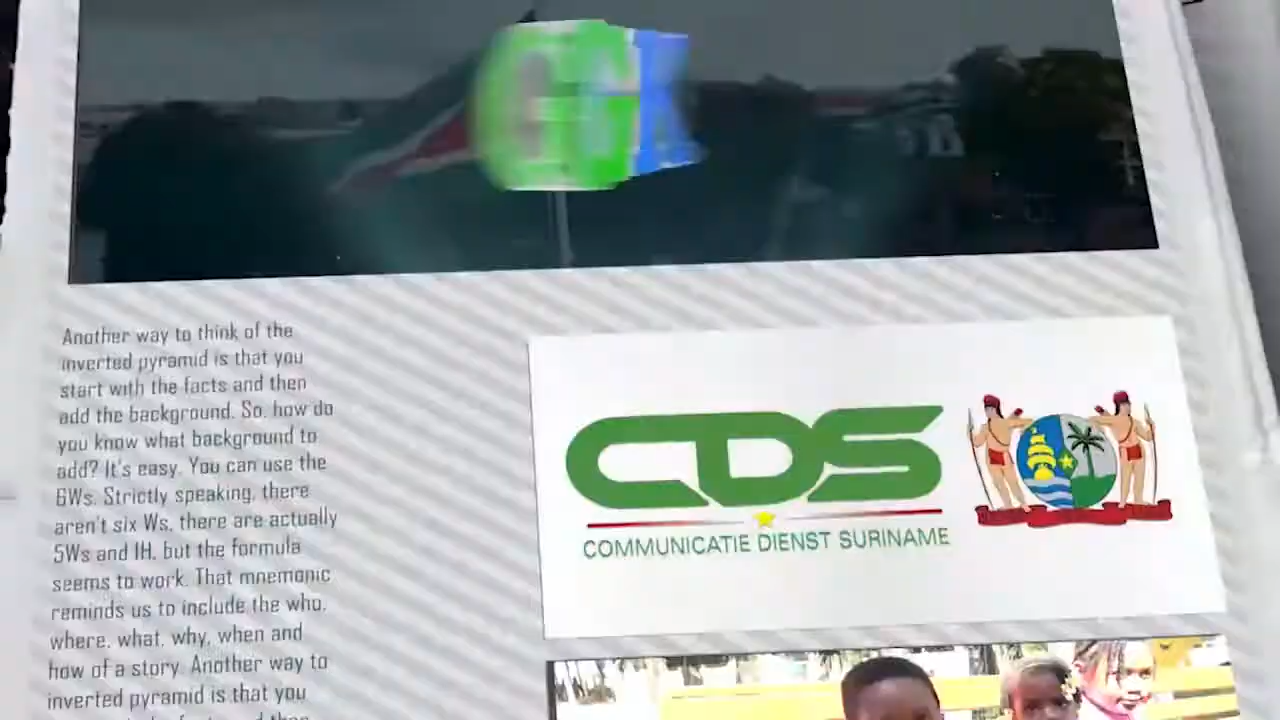 Another way to think of the
inverted pyramid is that you
start with the facts and then
add the background. So, how do
you know what background to
add? It's easy. You can use the
6Ws. Strictly speaking, there
aren't six Ws, there are actually
5Ws and 1H, but the formula
seems to work. That mnemonic
reminds us to include the who,
where, what, why, when and
how of a story. Another way to
inverted pyramid is that you
CDS
COMMUNICATIE DIENST SURINAME